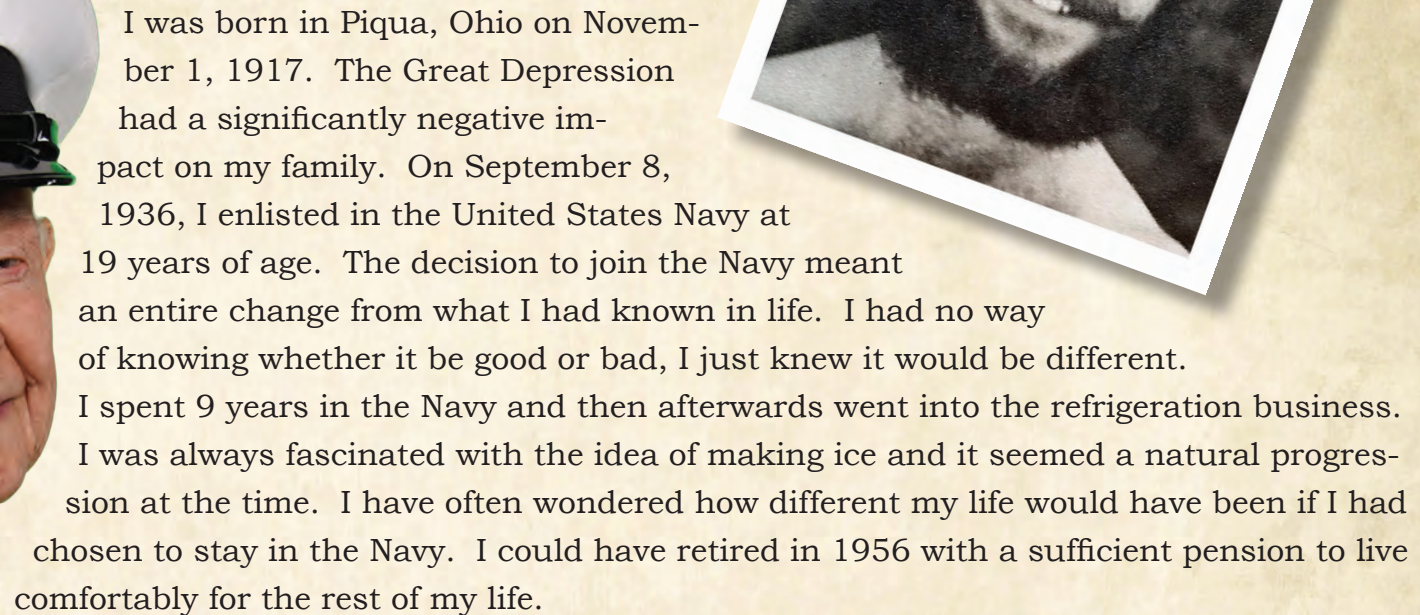 I was born in Piqua, Ohio on Novem-
ber 1, 1917.  The Great Depression
had a significantly negative im-
pact on my family.  On September 8,
1936, I enlisted in the United States Navy at
19 years of age.  The decision to join the Navy meant
an entire change from what I had known in life.  I had no way
of knowing whether it be good or bad, I just knew it would be different.
I spent 9 years in the Navy and then afterwards went into the refrigeration business.
I was always fascinated with the idea of making ice and it seemed a natural progres-
sion at the time.  I have often wondered how different my life would have been if I had
chosen to stay in the Navy.  I could have retired in 1956 with a sufficient pension to live
comfortably for the rest of my life.